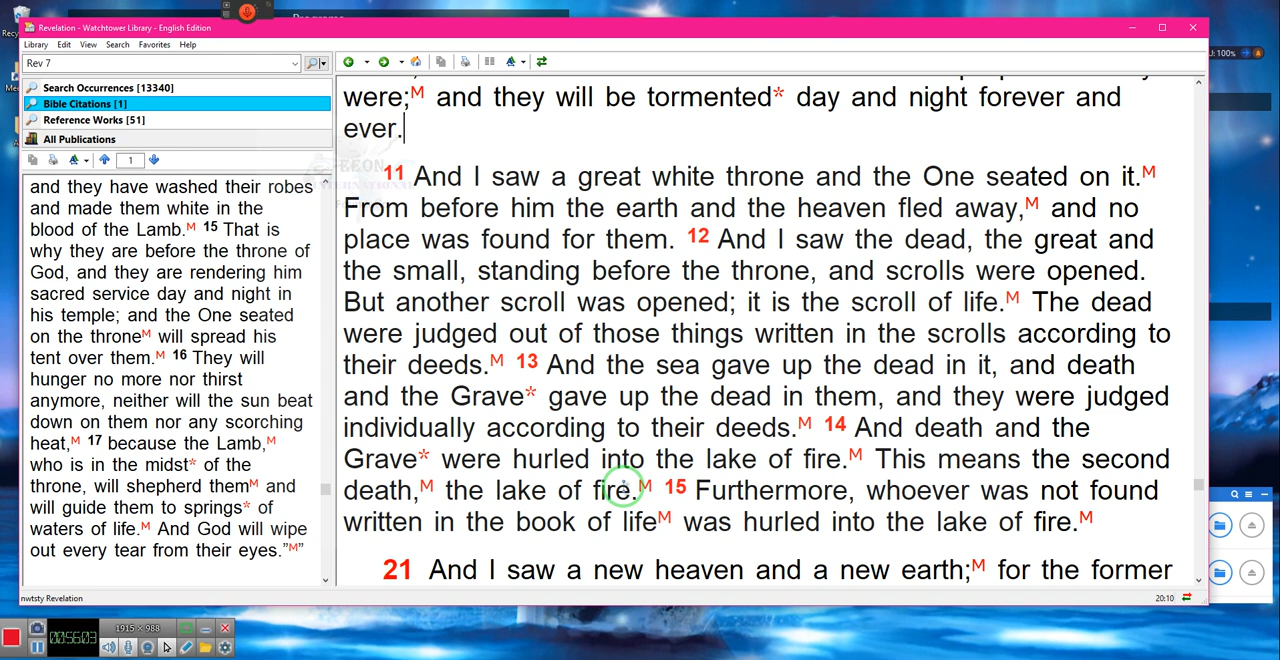 Revelation - Watchtower Library - English Edition
Library Edit View Search Favorites Help
Rev 7
Search Occurrences [13340]
Bible Citations [1]
Reference Works [51]
All Publications
1
and they have washed their robes
and made them white in the
blood of the Lamb.M 15 That is
why they are before the throne of
God, and they are rendering him
sacred service day and night in
his temple; and the One seated
on the throneM will spread his
tent over them.M 16 They will
hunger no more nor thirst
anymore, neither will the sun beat
down on them nor any scorching
heat,M 17 because the Lamb,M
who is in the midst* of the
throne, will shepherd themM and
will guide them to springs* of
waters of life.M And God will wipe
out every tear from their eyes.”M”
were;M and they will be tormented* day and night forever and
ever.
11 And I saw a great white throne and the One seated on it.M
From before him the earth and the heaven fled away,M and no
place was found for them. 12 And I saw the dead, the great and
the small, standing before the throne, and scrolls were opened.
But another scroll was opened; it is the scroll of life.M The dead
were judged out of those things written in the scrolls according to
their deeds.M 13 And the sea gave up the dead in it, and death
and the Grave* gave up the dead in them, and they were judged
individually according to their deeds.M 14 And death and the
Grave* were hurled into the lake of fire.M This means the second
death,M the lake of fire.M 15 Furthermore, whoever was not found
written in the book of lifeM was hurled into the lake of fire.M
21 And I saw a new heaven and a new earth;M for the former
nwtsty Revelation
20:10
1915 × 988
00:56:03
U: 100%